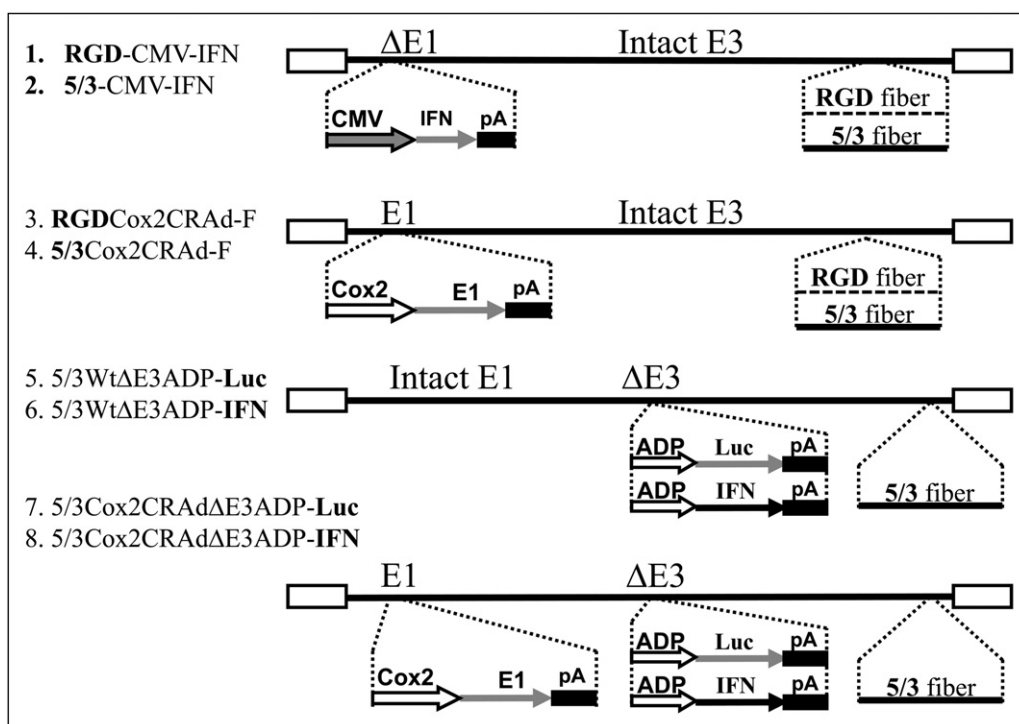 1. RGD-CMV-IFN
2. 5/3-CMV-IFN
ΔE1
Intact E3
CMV
IFN
pA
RGD fiber
5/3 fiber
3. RGDCox2CRAd-F
4. 5/3Cox2CRAd-F
E1
Intact E3
Cox2
E1
pA
RGD fiber
5/3 fiber
5. 5/3WtΔE3ADP-Luc
6. 5/3WtΔE3ADP-IFN
Intact E1
ΔE3
ADP
Luc
pA
ADP
IFN
pA
5/3 fiber
7. 5/3Cox2CRAdΔE3ADP-Luc
8. 5/3Cox2CRAdΔE3ADP-IFN
E1
ΔE3
Cox2
E1
pA
ADP
Luc
pA
ADP
IFN
pA
5/3 fiber